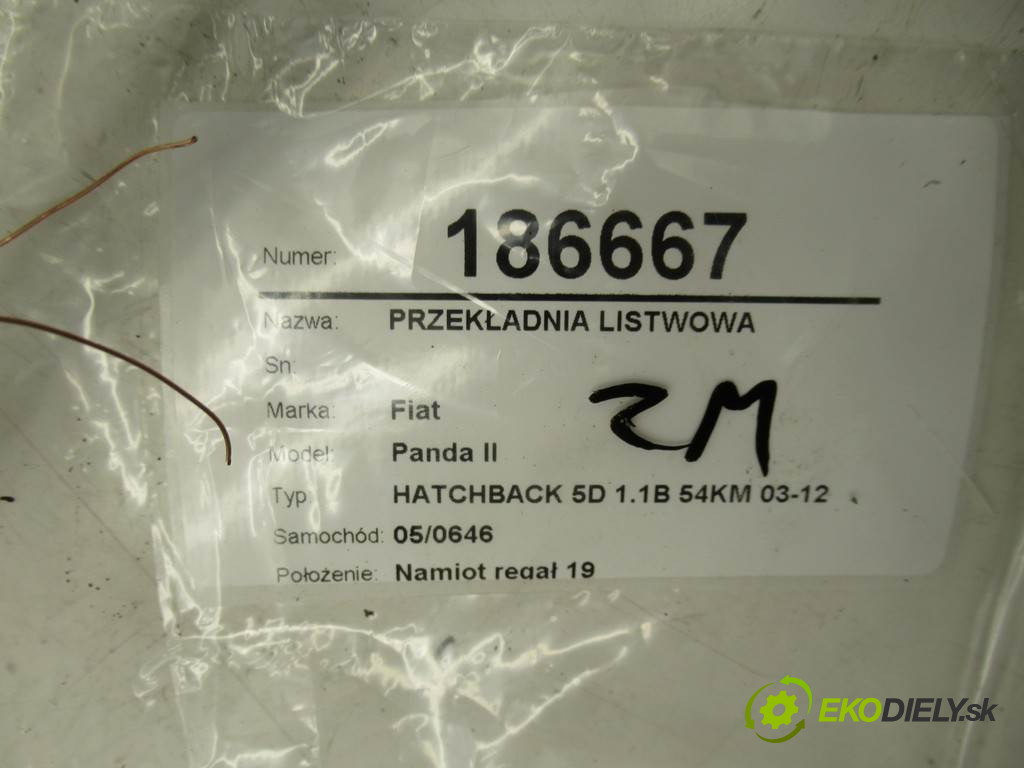 Numer: 186667
Nazwa: PRZEKŁADNIA LISTWOWA
Sn:
Marka: Fiat
Model: Panda II
Typ: HATCHBACK 5D 1.1B 54KM 03-12
Samochód: 05/0646
Położenie: Namiot regał 19
ZM
EKODIELY.sk